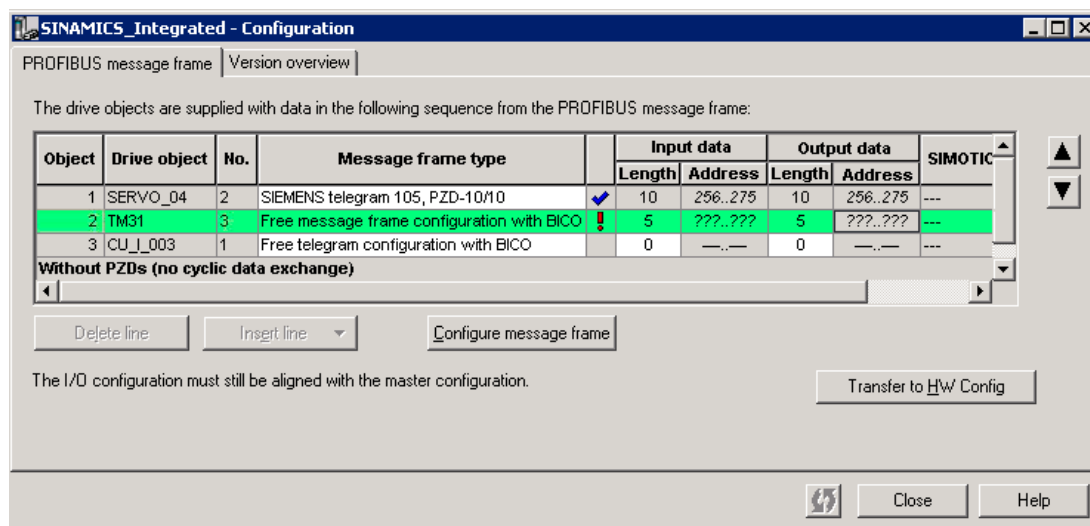 SINAMICS_Integrated - Configuration
PROFIBUS message frame Version overview
The drive objects are supplied with data in the following sequence from the PROFIBUS message frame:
Object Drive object No. Message frame type Input data Output data SIMOTIC
Length Address Length Address
1 SERVO_04 2 SIEMENS telegram 105, PZD-10/10 10 256..275 10 256..275 ---
2 TM31 3 Free message frame configuration with BICO 5 ???..??? 5 ???..??? ---
3 CU_I_003 1 Free telegram configuration with BICO 0 —..— 0 —..— ---
Without PZDs (no cyclic data exchange)
Delete line Insert line Configure message frame
The I/O configuration must still be aligned with the master configuration.
Transfer to HW Config
Close Help